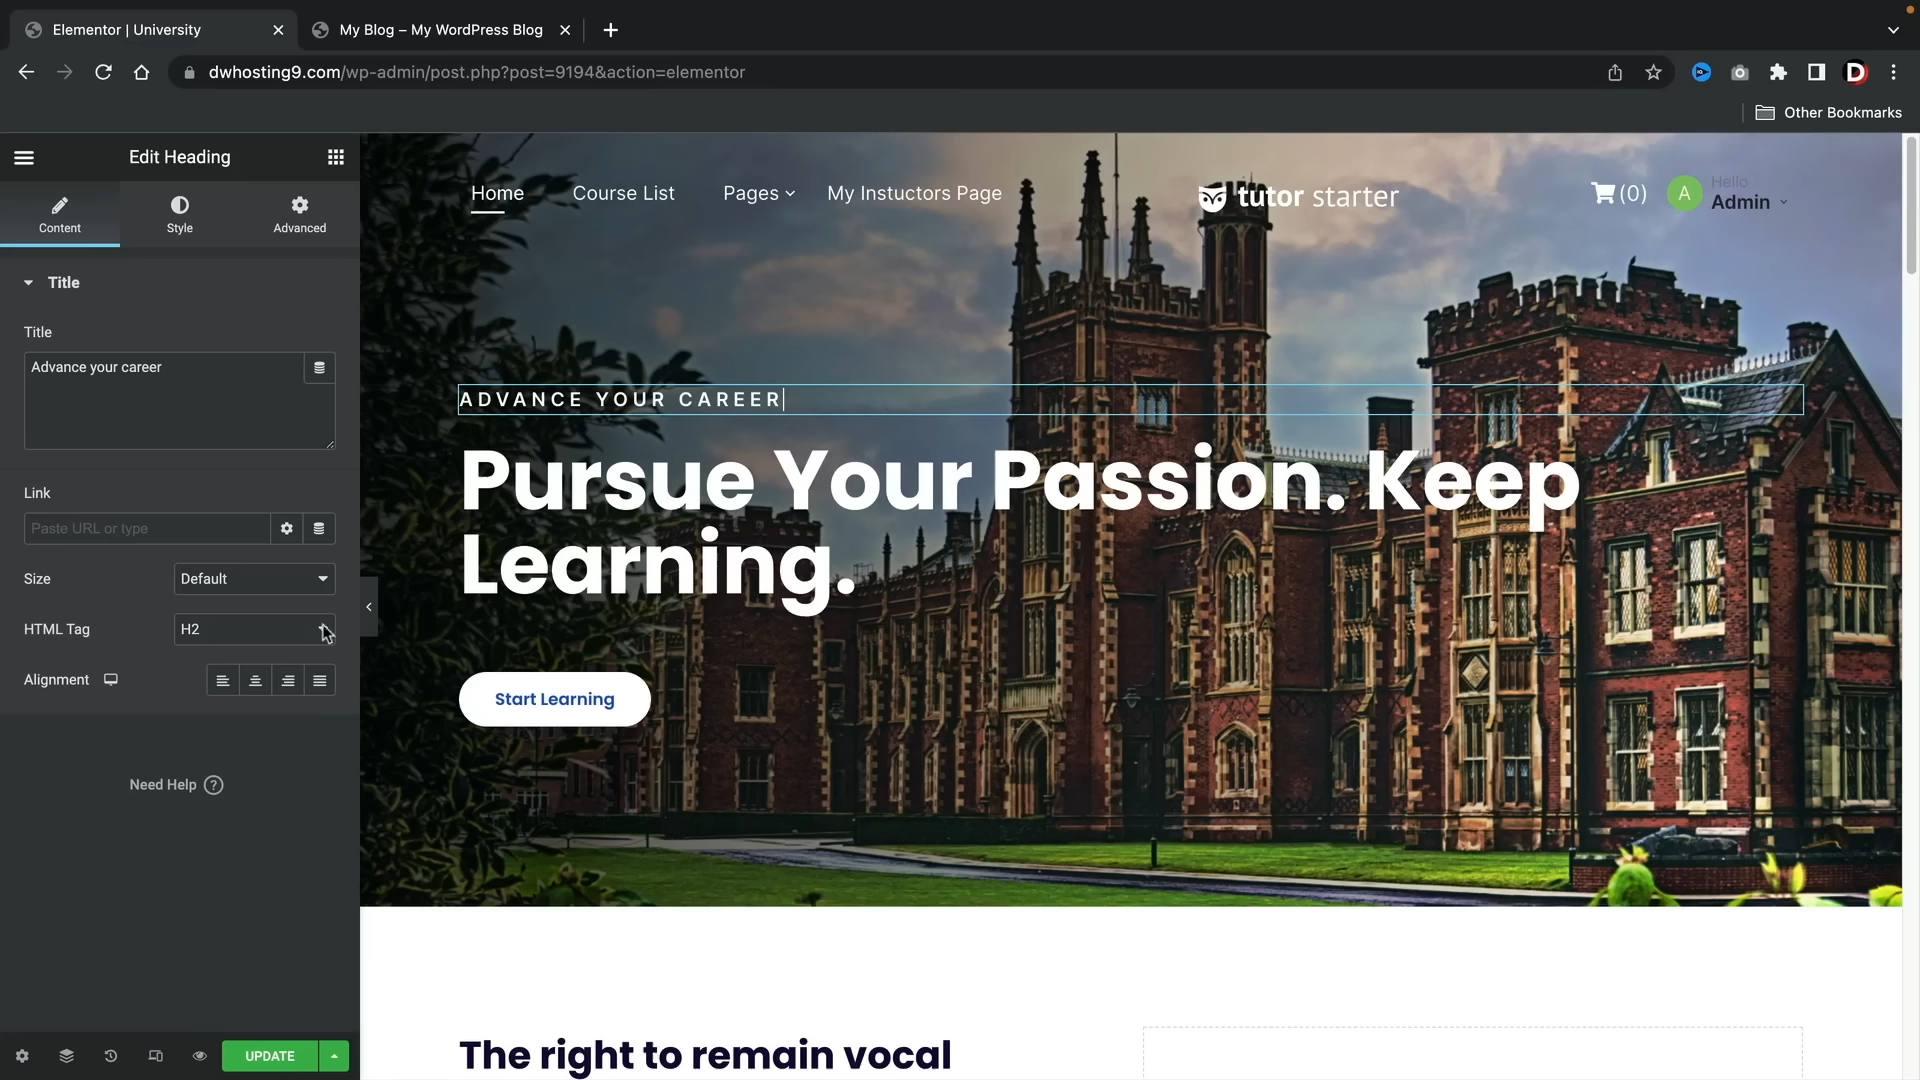 Elementor | University
My Blog – My WordPress Blog
dwhosting9.com/wp-admin/post.php?post=9194&action=elementor
Other Bookmarks
Edit Heading
Content
Style
Advanced
Title
Title
Advance your career
Link
Paste URL or type
Size
Default
HTML Tag
H2
Alignment
Need Help ?
UPDATE
Home
Course List
Pages
My Instuctors Page
tutor starter
(0)
A
Hello
Admin
ADVANCE YOUR CAREER
Pursue Your Passion. Keep
Learning.
Start Learning
The right to remain vocal